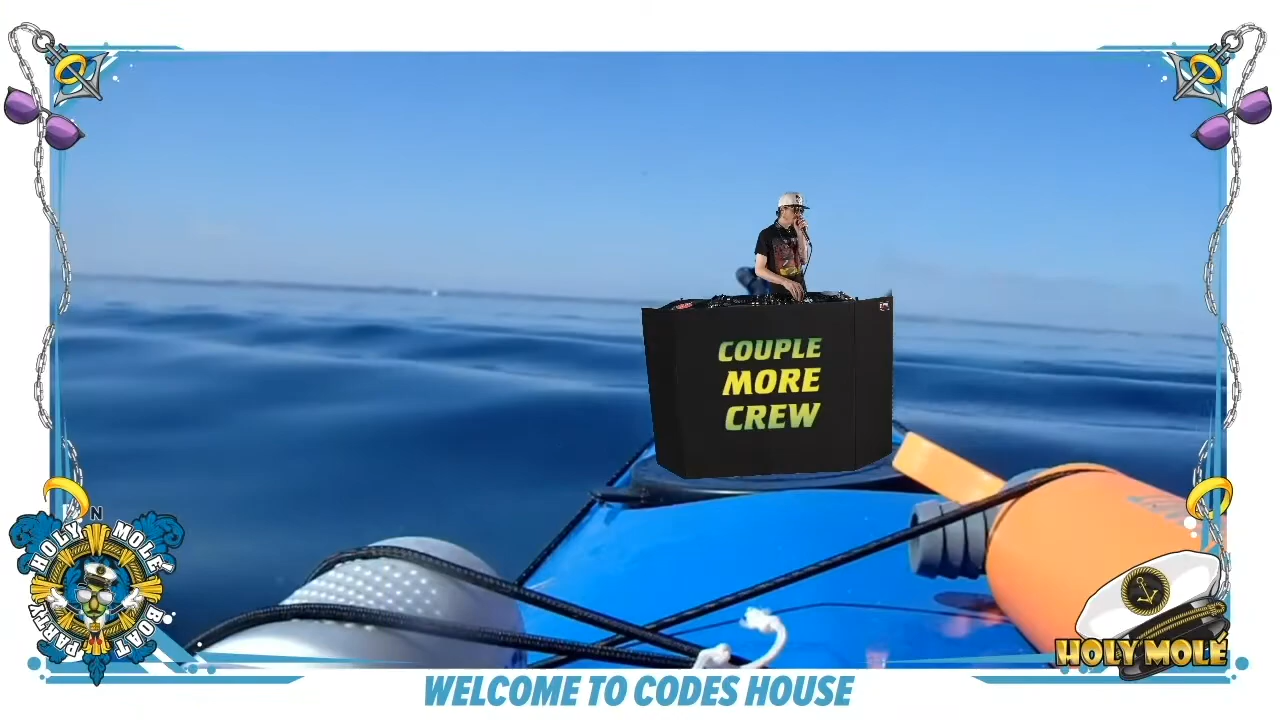 COUPLE
MORE
CREW
N
HOLY MOLÉ
PARTY BOAT
HOLY MOLÉ
WELCOME TO CODES HOUSE